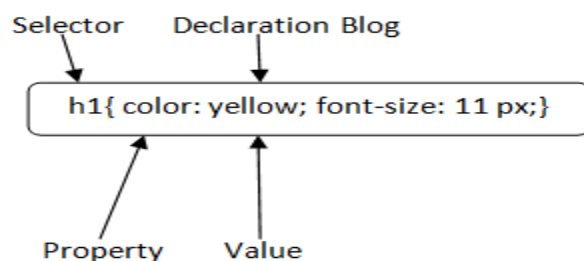 Selector Declaration Blog
h1{ color: yellow; font-size: 11 px;}
Property Value